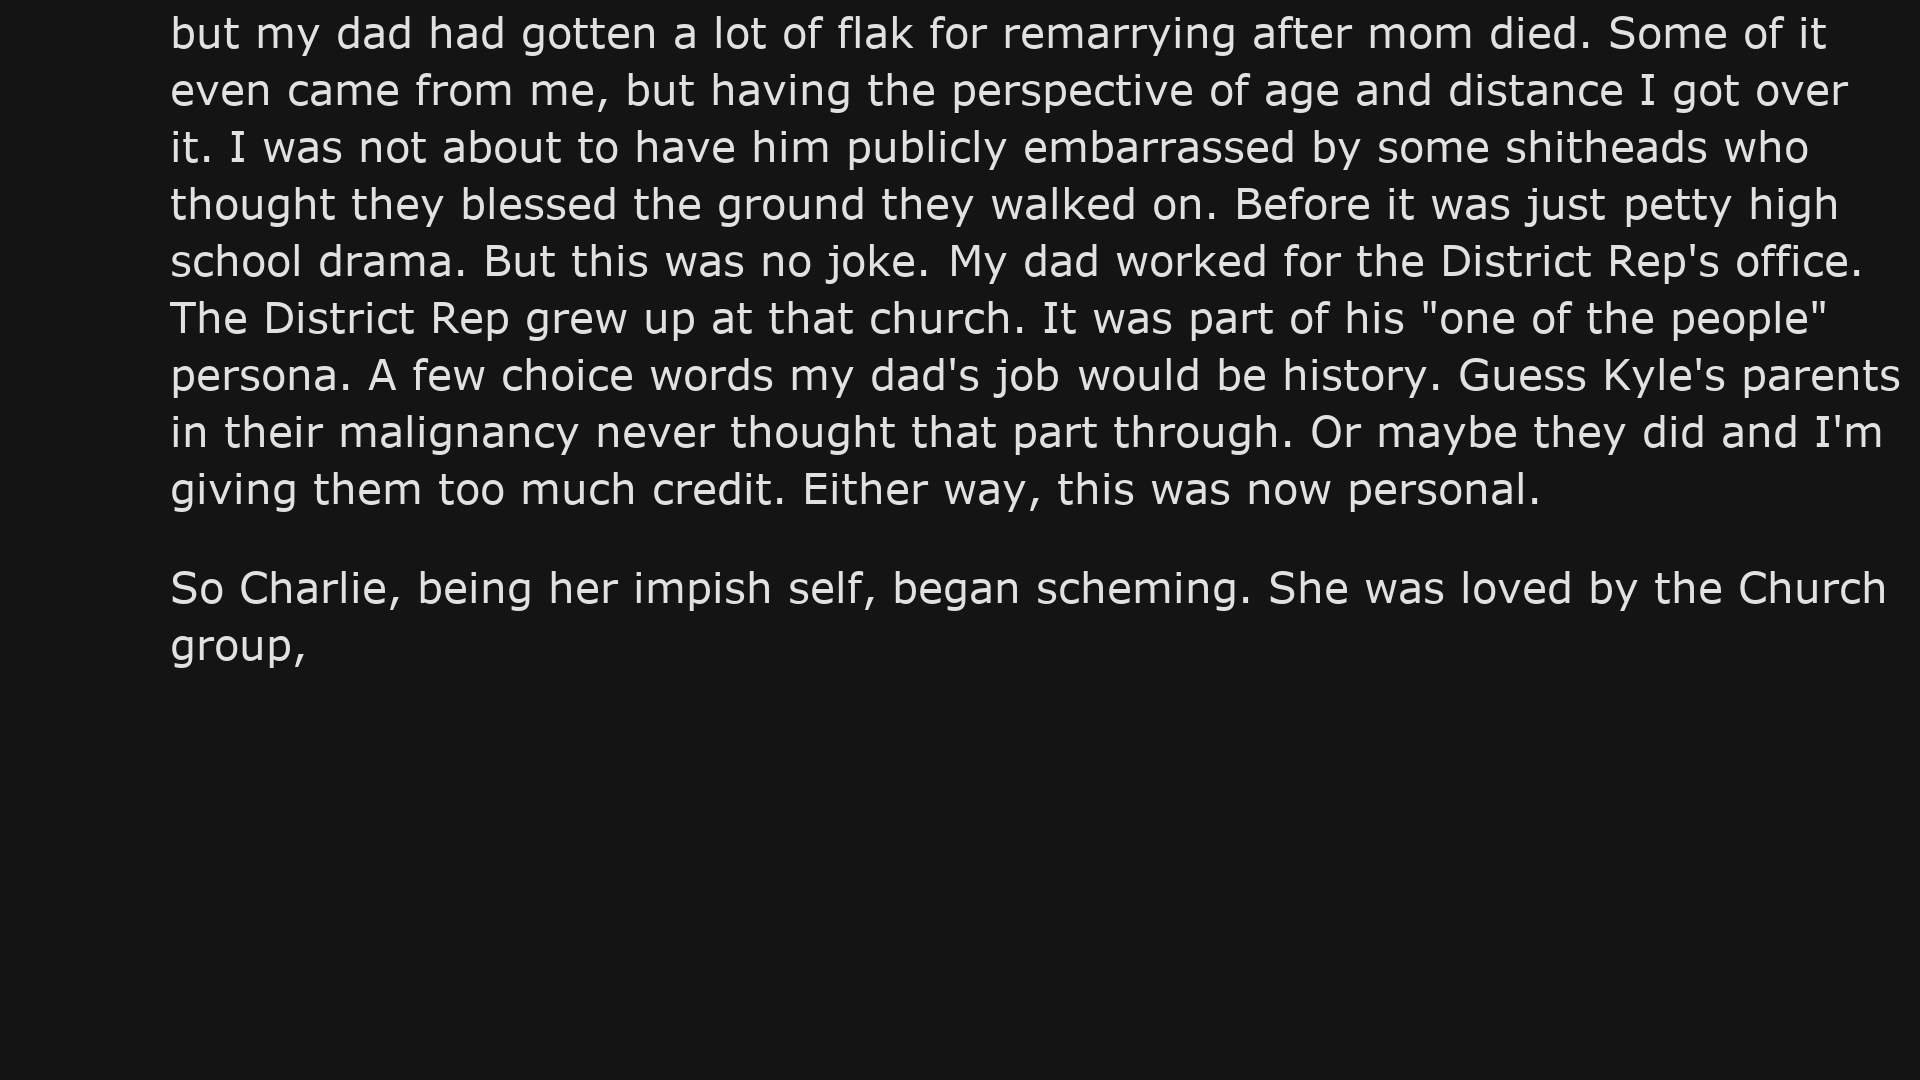 but my dad had gotten a lot of flak for remarrying after mom died. Some of it
even came from me, but having the perspective of age and distance I got over
it. I was not about to have him publicly embarrassed by some shitheads who
thought they blessed the ground they walked on. Before it was just petty high
school drama. But this was no joke. My dad worked for the District Rep's office.
The District Rep grew up at that church. It was part of his "one of the people"
persona. A few choice words my dad's job would be history. Guess Kyle's parents
in their malignancy never thought that part through. Or maybe they did and I'm
giving them too much credit. Either way, this was now personal.
So Charlie, being her impish self, began scheming. She was loved by the Church
group,